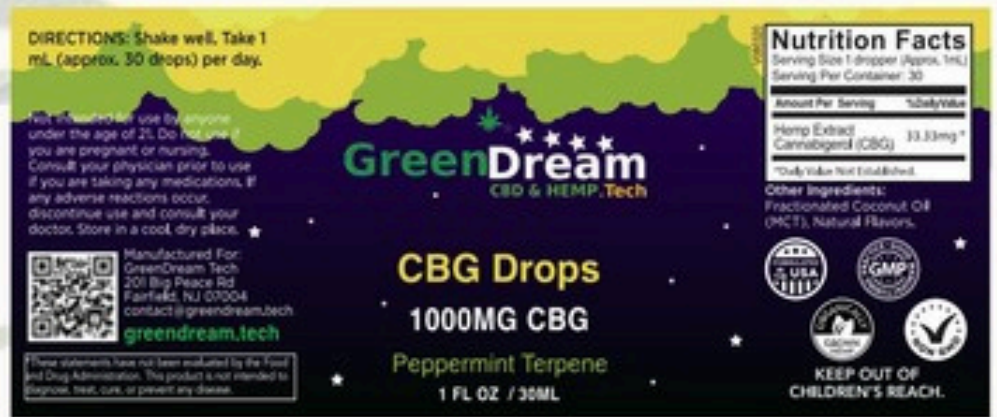 DIRECTIONS: Shake well. Take 1
mL (approx. 30 drops) per day.
Not intended for use by anyone
under the age of 21. Do not use if
you are pregnant or nursing.
Consult your physician prior to use
if you are taking any medications. If
any adverse reactions occur,
discontinue use and consult your
doctor. Store in a cool, dry place.
Manufactured For:
GreenDream Tech
201 Big Peace Rd
Fairfield, NJ 07004
contact@greendream.tech
greendream.tech
*These statements have not been evaluated by the Food
and Drug Administration. This product is not intended to
diagnose, treat, cure, or prevent any disease.
GreenDream
CBD & HEMP.Tech
CBG Drops
1000MG CBG
Peppermint Terpene
1 FL OZ / 30ML
Nutrition Facts
Serving Size 1 dropper (Approx. 1mL)
Serving Per Container: 30
Amount Per Serving %DailyValue
Hemp Extract
Cannabigerol (CBG) 33.33mg *
*Daily Value Not Established.
Other Ingredients:
Fractionated Coconut Oil
(MCT), Natural Flavors.
USA
GMP
GROWN
NON GMO
KEEP OUT OF
CHILDREN'S REACH.